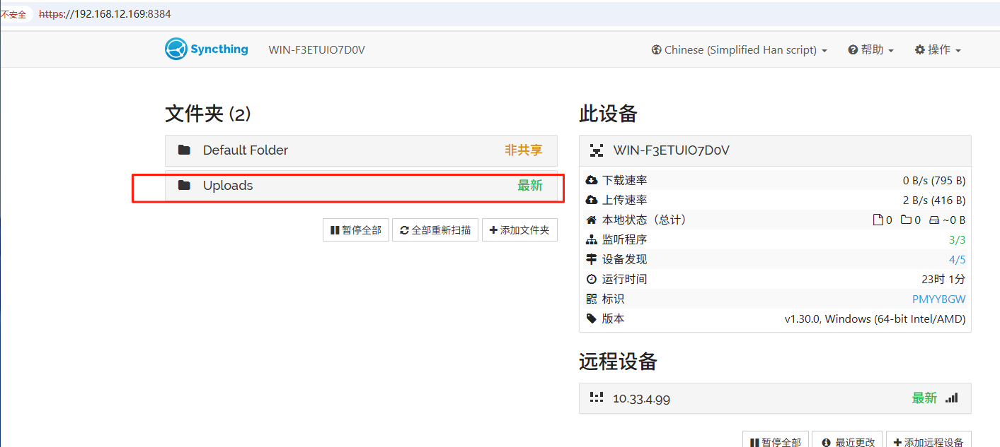 不安全 https://192.168.12.169:8384
Syncthing WIN-F3ETUIO7D0V Chinese (Simplified Han script) 帮助 操作
文件夹 (2)
Default Folder 非共享
Uploads 最新
暂停全部 全部重新扫描 添加文件夹
此设备
WIN-F3ETUIO7D0V
下载速率 0 B/s (795 B)
上传速率 2 B/s (416 B)
本地状态（总计） 0 0 ~0 B
监听程序 3/3
设备发现 4/5
运行时间 23时 1分
标识 PMYYBGW
版本 v1.30.0, Windows (64-bit Intel/AMD)
远程设备
10.33.4.99 最新
暂停全部 最近更改 添加远程设备